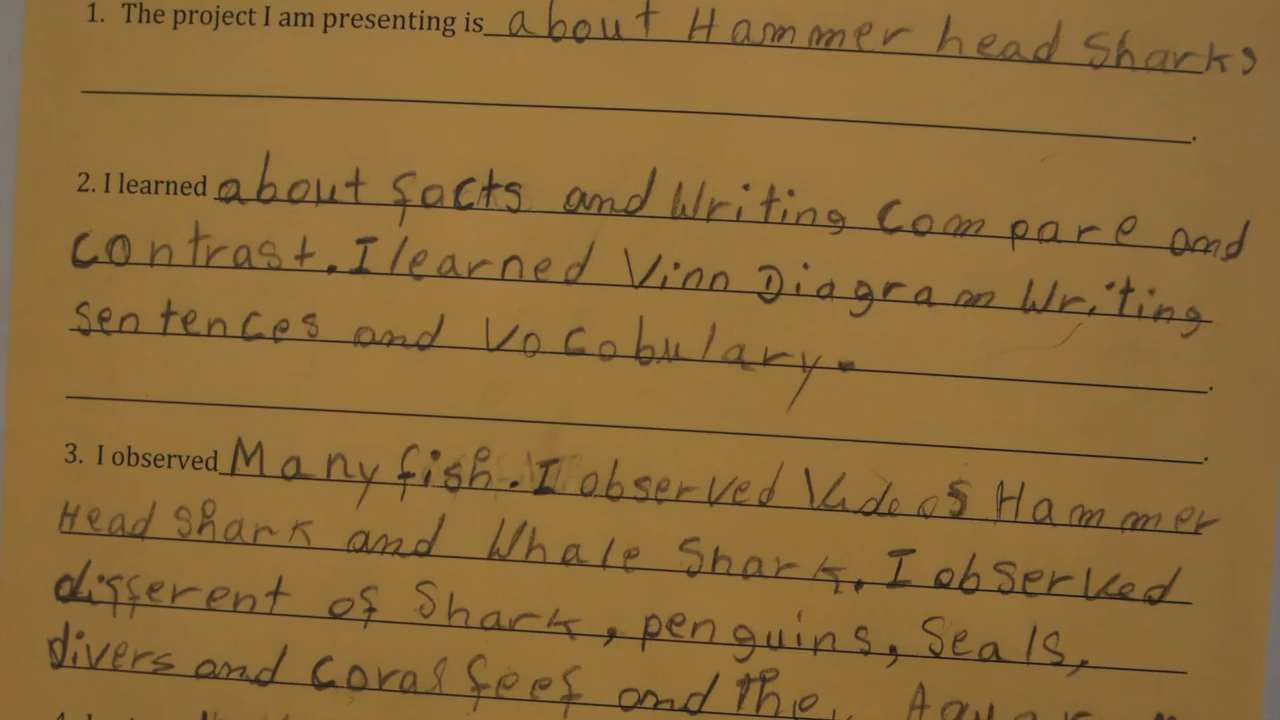 1. The project I am presenting is about Hammer head Sharks
2. I learned about facts and Writing Compare and
contrast. I learned Vinn Diagram Writing
sentences and Vocobulary.
3. I observed Many fish. I observed Videos Hammer
Head shark and Whale Shark. I observed
different of Shark, penguins, Seals,
divers and Coral feef and The